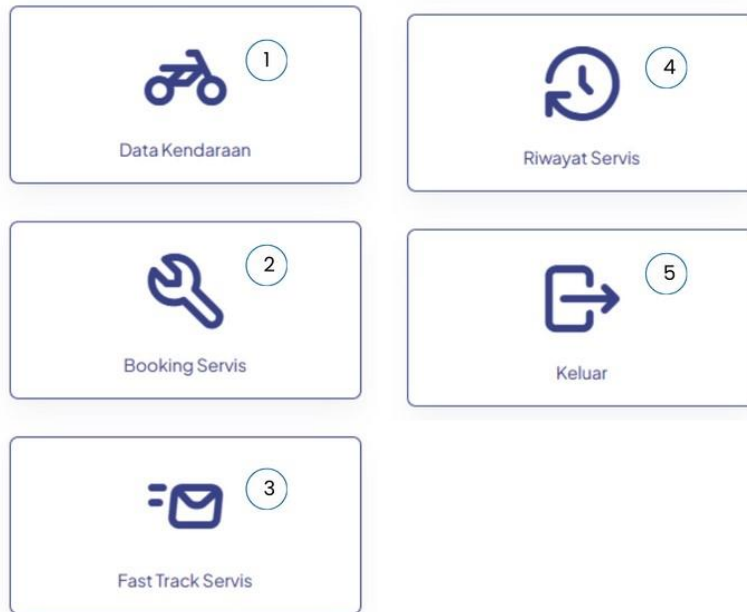 1
Data Kendaraan
2
Booking Servis
3
Fast Track Servis
4
Riwayat Servis
5
Keluar